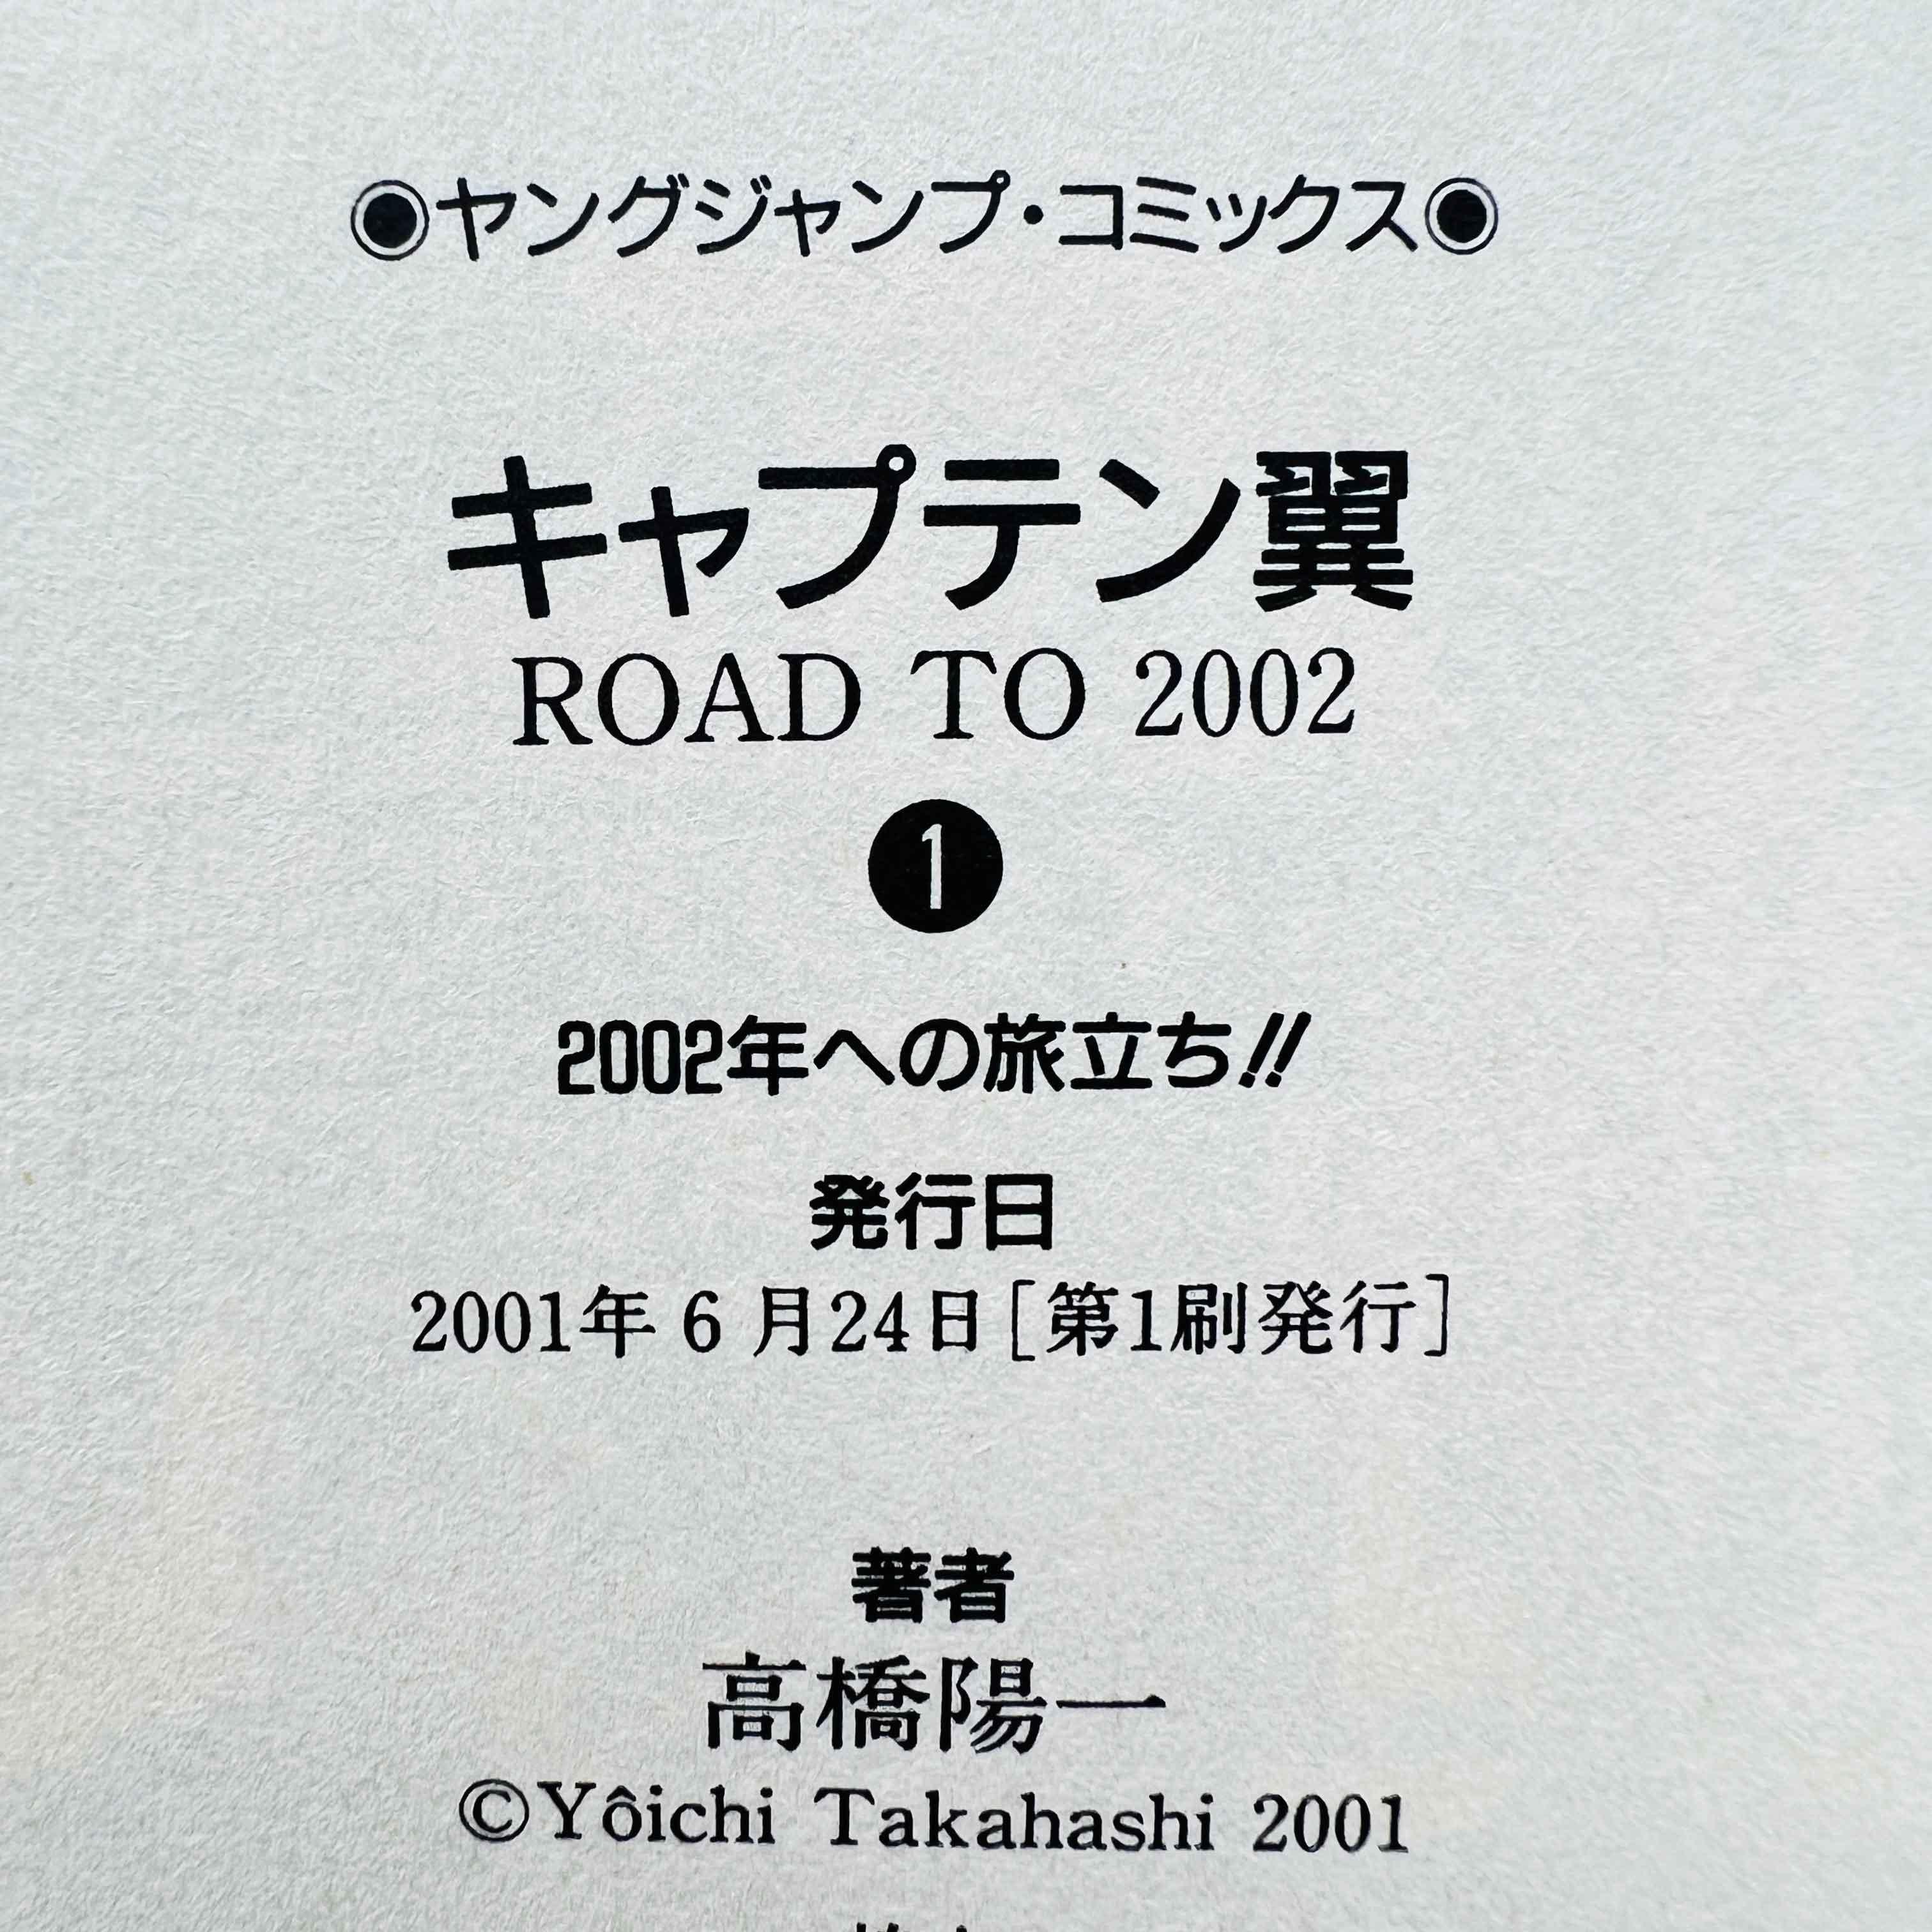 ◉ヤングジャンプ・コミックス◉
キャプテン翼
ROAD TO 2002
❶
2002年への旅立ち!!
発行日
2001年6月24日[第1刷発行]
著者
高橋陽一
©Yôichi Takahashi 2001